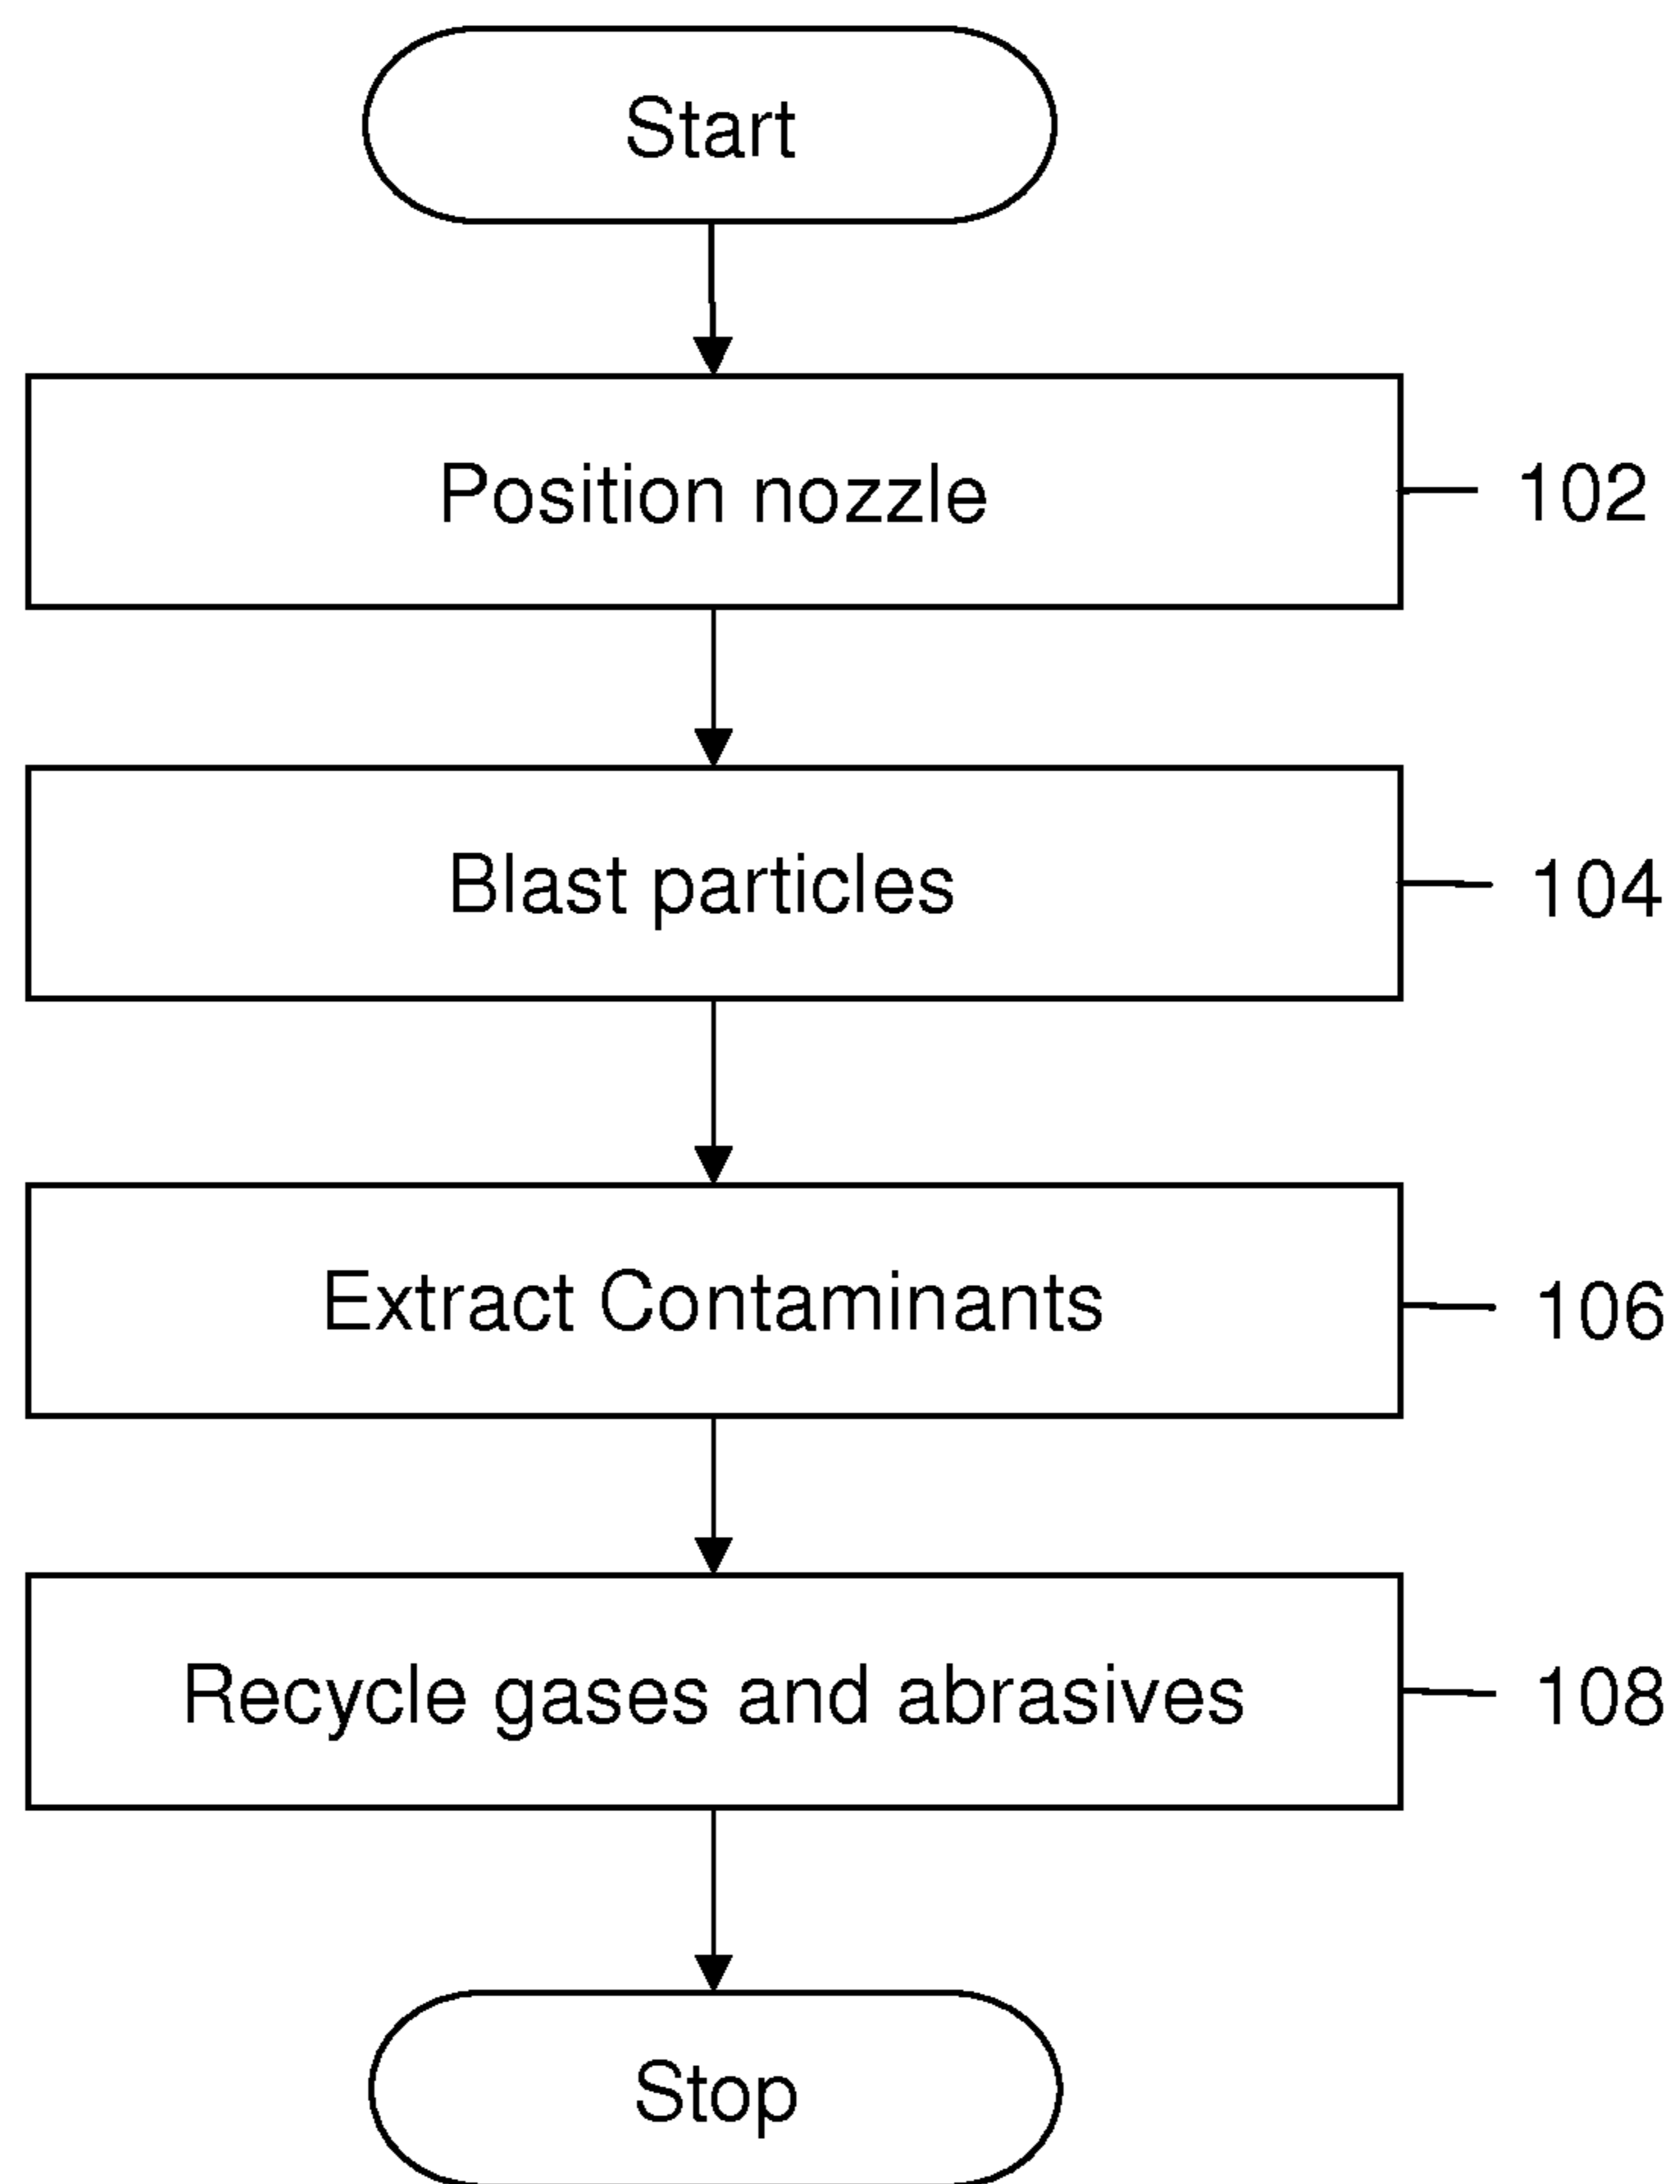 Start
Position nozzle
102
Blast particles
104
Extract Contaminants
106
Recycle gases and abrasives
108
Stop